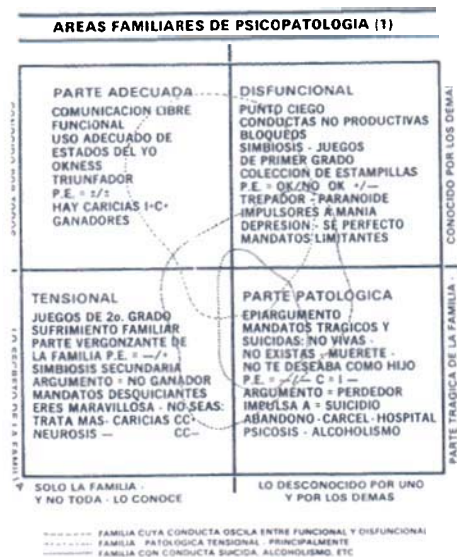 AREAS FAMILIARES DE PSICOPATOLOGIA (1)
PARTE ADECUADA
COMUNICACION LIBRE
FUNCIONAL
USO ADECUADO DE
ESTADOS DEL YO
OKNESS
TRIUNFADOR
P.E. = ±/±
HAY CARICIAS I+C+
GANADORES
DISFUNCIONAL
PUNTO CIEGO
CONDUCTAS NO PRODUCTIVAS
BLOQUEOS
SIMBIOSIS - JUEGOS
DE PRIMER GRADO
COLECCION DE ESTAMPILLAS
P.E. = OK/NO OK +/—
TREPADOR - PARANOIDE
IMPULSORES A MANIA
DEPRESION - SE PERFECTO
MANDATOS LIMITANTES
CONOCIDO POR LOS DEMAS
TENSIONAL
JUEGOS DE 2o. GRADO
SUFRIMIENTO FAMILIAR
PARTE VERGONZANTE DE
LA FAMILIA P.E. = —/+
SIMBIOSIS SECUNDARIA
ARGUMENTO = NO GANADOR
MANDATOS DESQUICIANTES
ERES MARAVILLOSA - NO SEAS:
TRATA MAS- CARICIAS CC+
NEUROSIS — CC—
PARTE PATOLOGICA
EPIARGUMENTO
MANDATOS TRAGICOS Y
SUICIDAS: NO VIVAS -
NO EXISTAS - MUERETE -
NO TE DESEABA COMO HIJO
P.E. = —/— C = I —
ARGUMENTO = PERDEDOR
IMPULSA A = SUICIDIO
ABANDONO - CARCEL - HOSPITAL
PSICOSIS - ALCOHOLISMO
PARTE TRAGICA DE LA FAMILIA -
SOLO LA FAMILIA -
Y NO TODA - LO CONOCE
LO DESCONOCIDO POR UNO
Y POR LOS DEMAS
FAMILIA CUYA CONDUCTA OSCILA ENTRE FUNCIONAL Y DISFUNCIONAL
FAMILIA PATOLOGICA TENSIONAL - PRINCIPALMENTE
FAMILIA CON CONDUCTA SUICIDA, ALCOHOLISMO, ETC